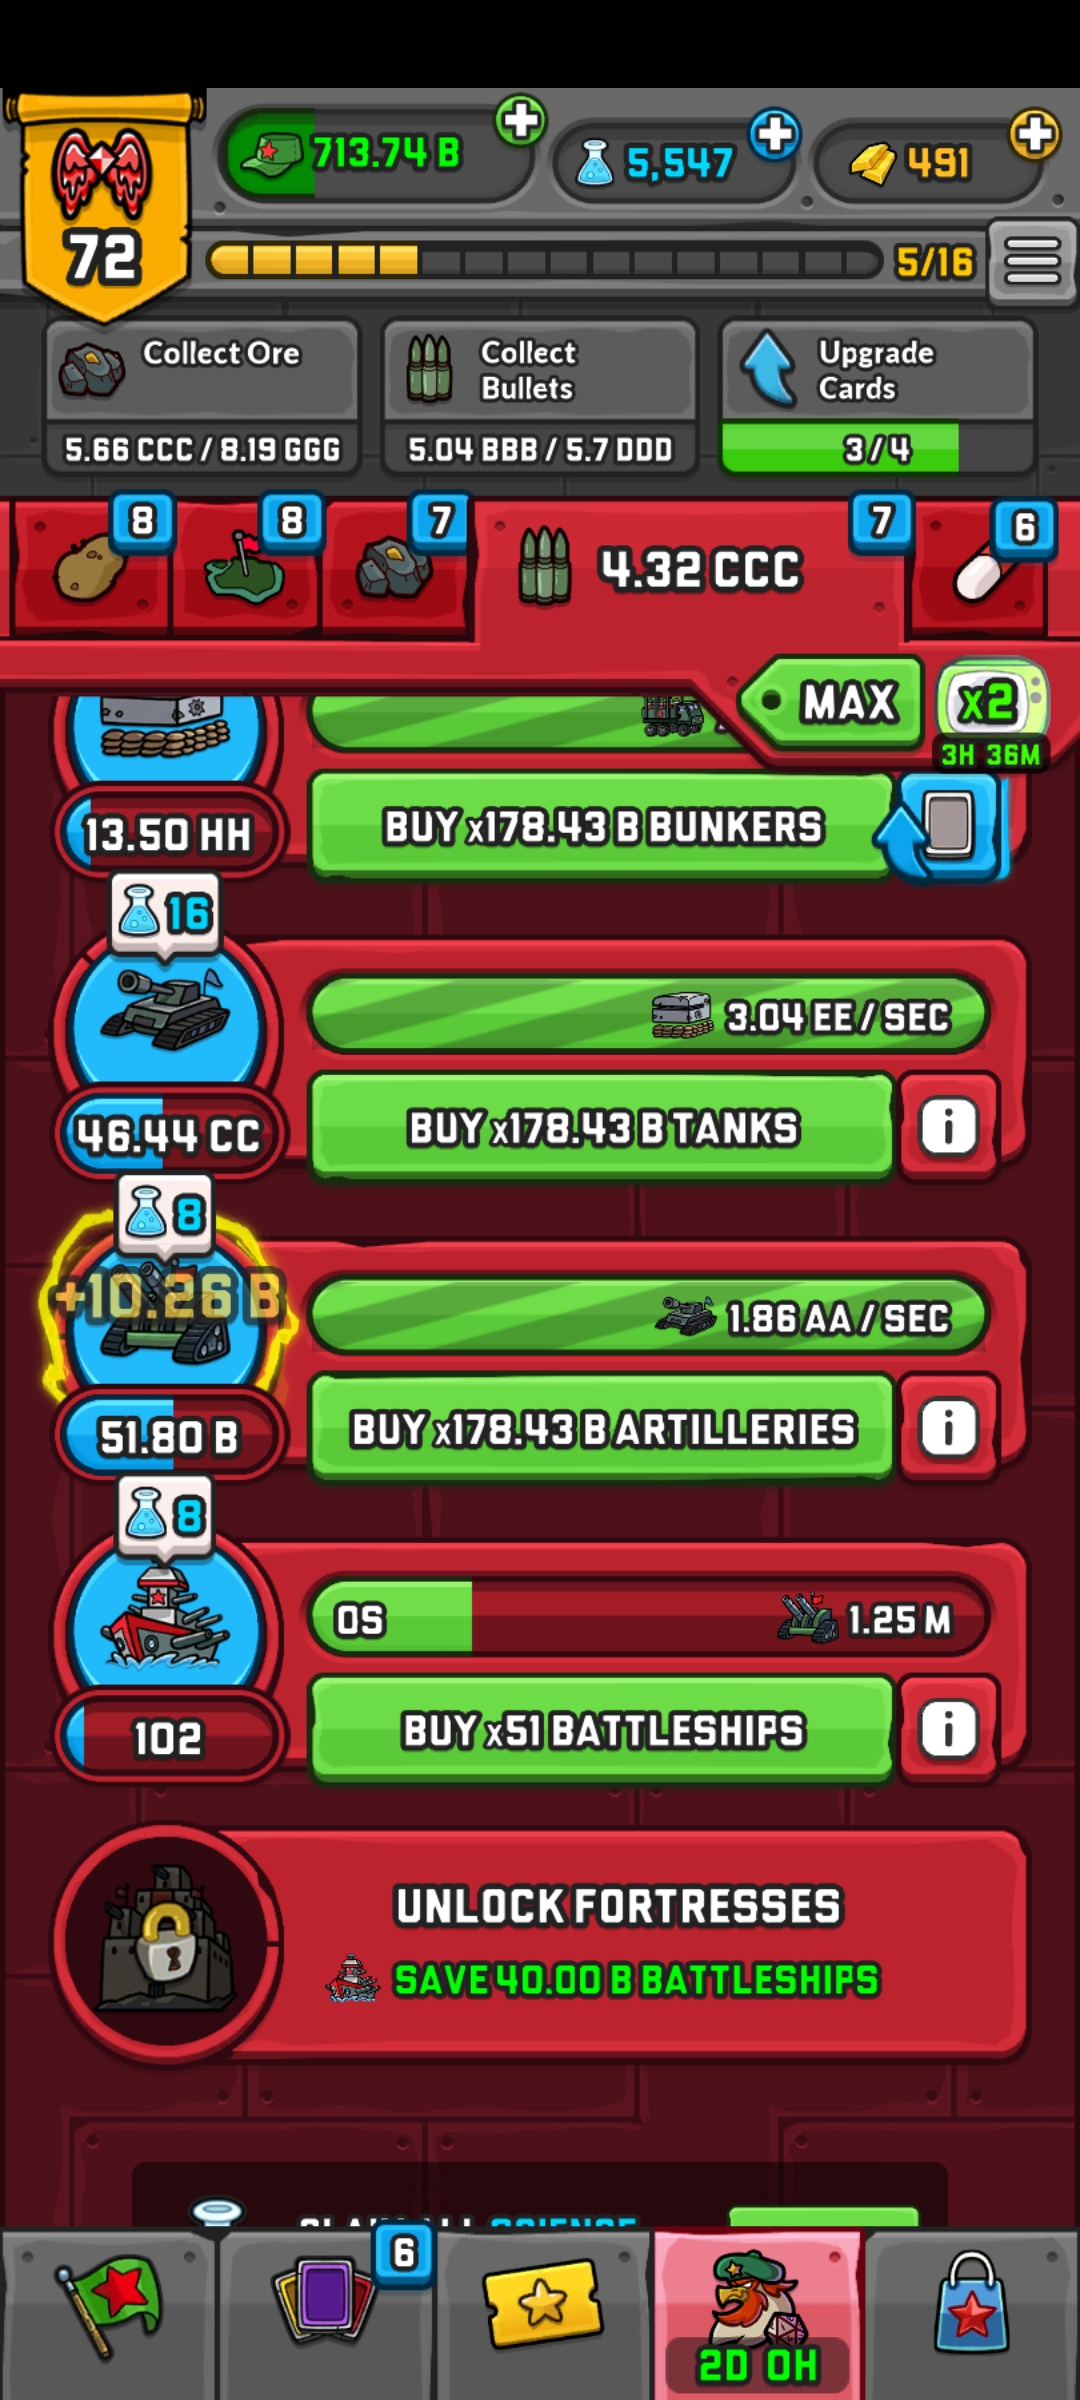 713.74 B
5,547
491
72
5/16
Collect Ore
5.66 CCC / 8.19 GGG
Collect
Bullets
5.04 BBB / 5.7 DDD
Upgrade
Cards
3/4
8
8
7
4.32 CCC
7
6
MAX
x2
3H 36M
13.50 HH
BUY x178.43 B BUNKERS
16
3.04 EE / SEC
46.44 CC
BUY x178.43 B TANKS
i
8
+10.26 B
1.86 AA / SEC
51.80 B
BUY x178.43 B ARTILLERIES
i
8
0S
1.25 M
102
BUY x51 BATTLESHIPS
i
UNLOCK FORTRESSES
SAVE 40.00 B BATTLESHIPS
6
2D 0H